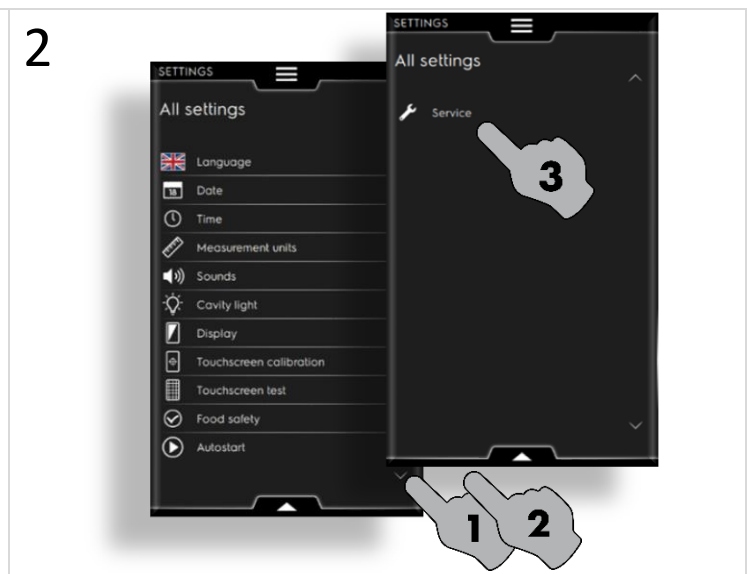 2
SETTINGS
All settings
Language
18 Date
Time
Measurement units
Sounds
Cavity light
Display
Touchscreen calibration
Touchscreen test
Food safety
Autostart
SETTINGS
All settings
Service
3
1
2